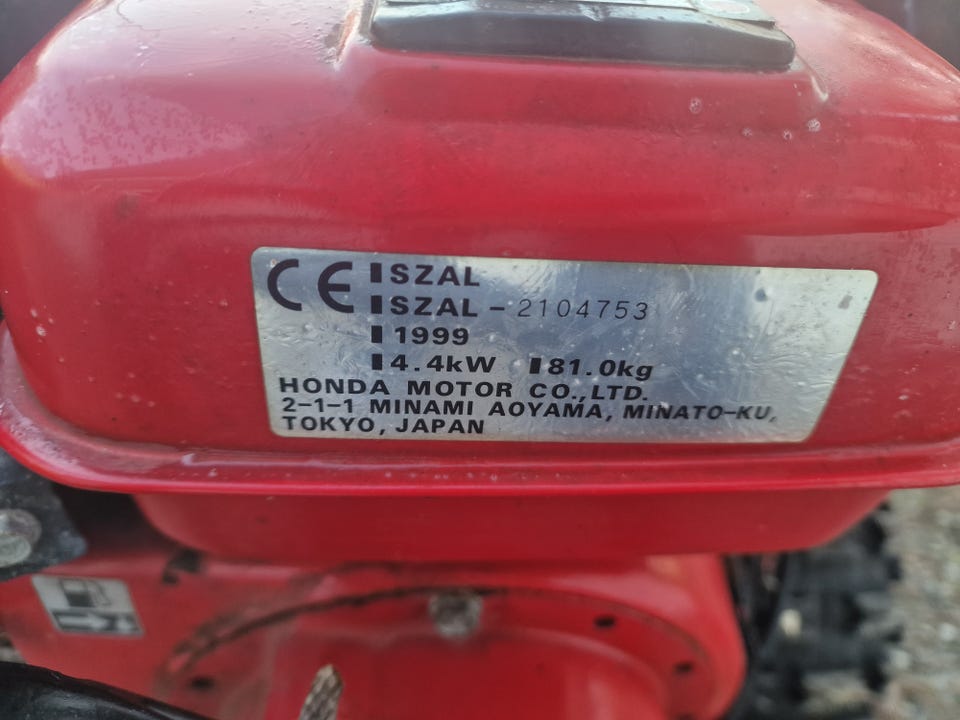 CE SZAL
SZAL-2104753
1999
4.4kW 81.0kg
HONDA MOTOR CO.,LTD.
2-1-1 MINAMI AOYAMA, MINATO-KU,
TOKYO, JAPAN